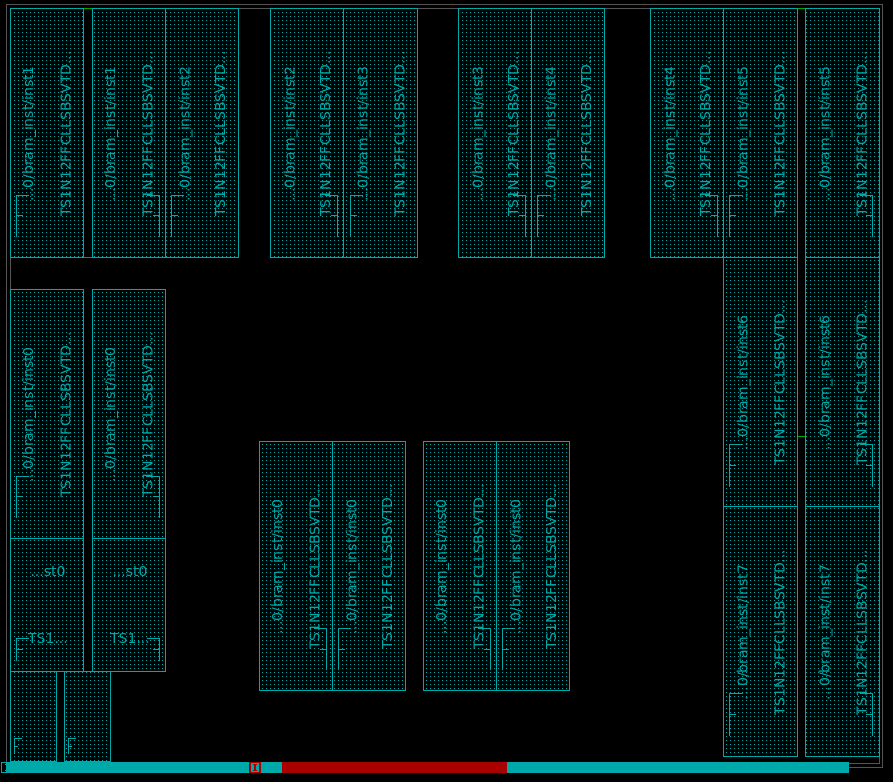 ...0/bram_inst/inst1
TS1N12FFCLLSBSVTD...
...0/bram_inst/inst1
TS1N12FFCLLSBSVTD...
...0/bram_inst/inst2
TS1N12FFCLLSBSVTD...
...0/bram_inst/inst2
TS1N12FFCLLSBSVTD...
...0/bram_inst/inst3
TS1N12FFCLLSBSVTD...
...0/bram_inst/inst3
TS1N12FFCLLSBSVTD...
...0/bram_inst/inst4
TS1N12FFCLLSBSVTD...
...0/bram_inst/inst4
TS1N12FFCLLSBSVTD...
...0/bram_inst/inst5
TS1N12FFCLLSBSVTD...
...0/bram_inst/inst5
TS1N12FFCLLSBSVTD...
...0/bram_inst/inst0
TS1N12FFCLLSBSVTD...
...0/bram_inst/inst0
TS1N12FFCLLSBSVTD...
...0/bram_inst/inst6
TS1N12FFCLLSBSVTD...
...0/bram_inst/inst6
TS1N12FFCLLSBSVTD...
...0/bram_inst/inst0
TS1N12FFCLLSBSVTD...
...0/bram_inst/inst0
TS1N12FFCLLSBSVTD...
...0/bram_inst/inst0
TS1N12FFCLLSBSVTD...
...0/bram_inst/inst0
TS1N12FFCLLSBSVTD...
...st0
TS1...
...st0
TS1...
...0/bram_inst/inst7
TS1N12FFCLLSBSVTD...
...0/bram_inst/inst7
TS1N12FFCLLSBSVTD...